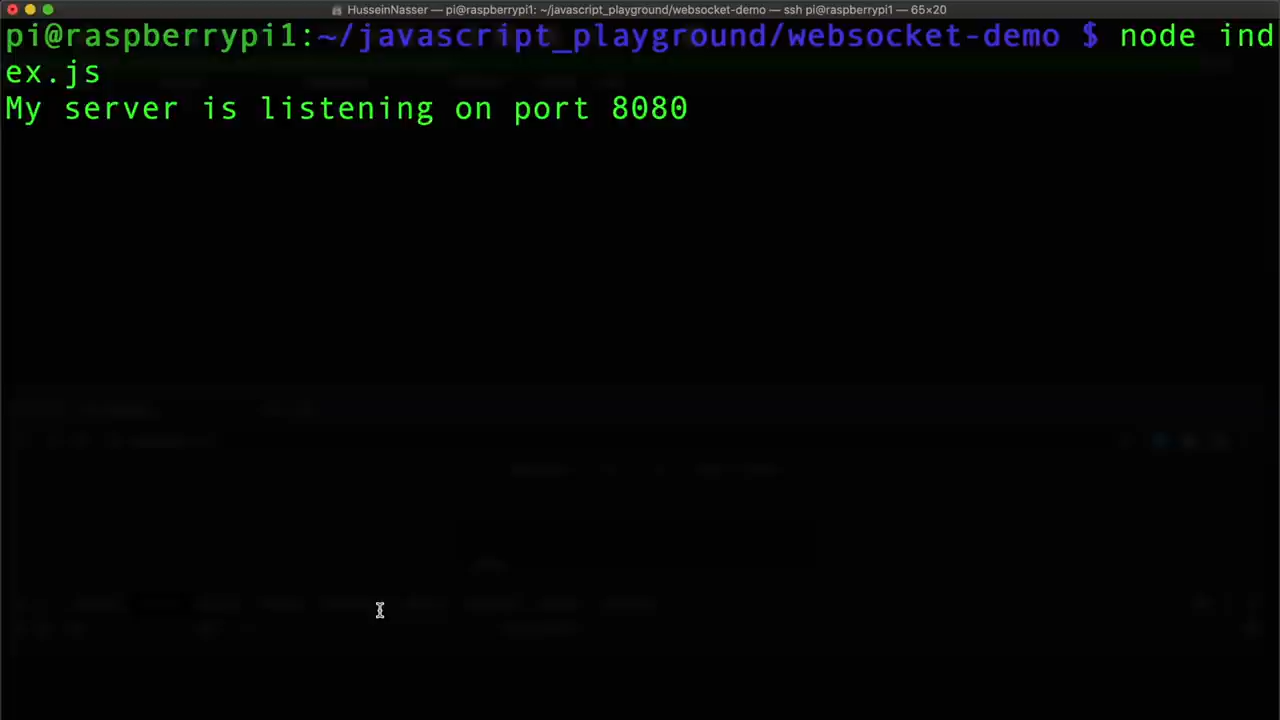 HusseinNasser — pi@raspberrypi1: ~/javascript_playground/websocket-demo — ssh pi@raspberrypi1 — 65×20
pi@raspberrypi1:~/javascript_playground/websocket-demo $ node ind
ex.js
My server is listening on port 8080